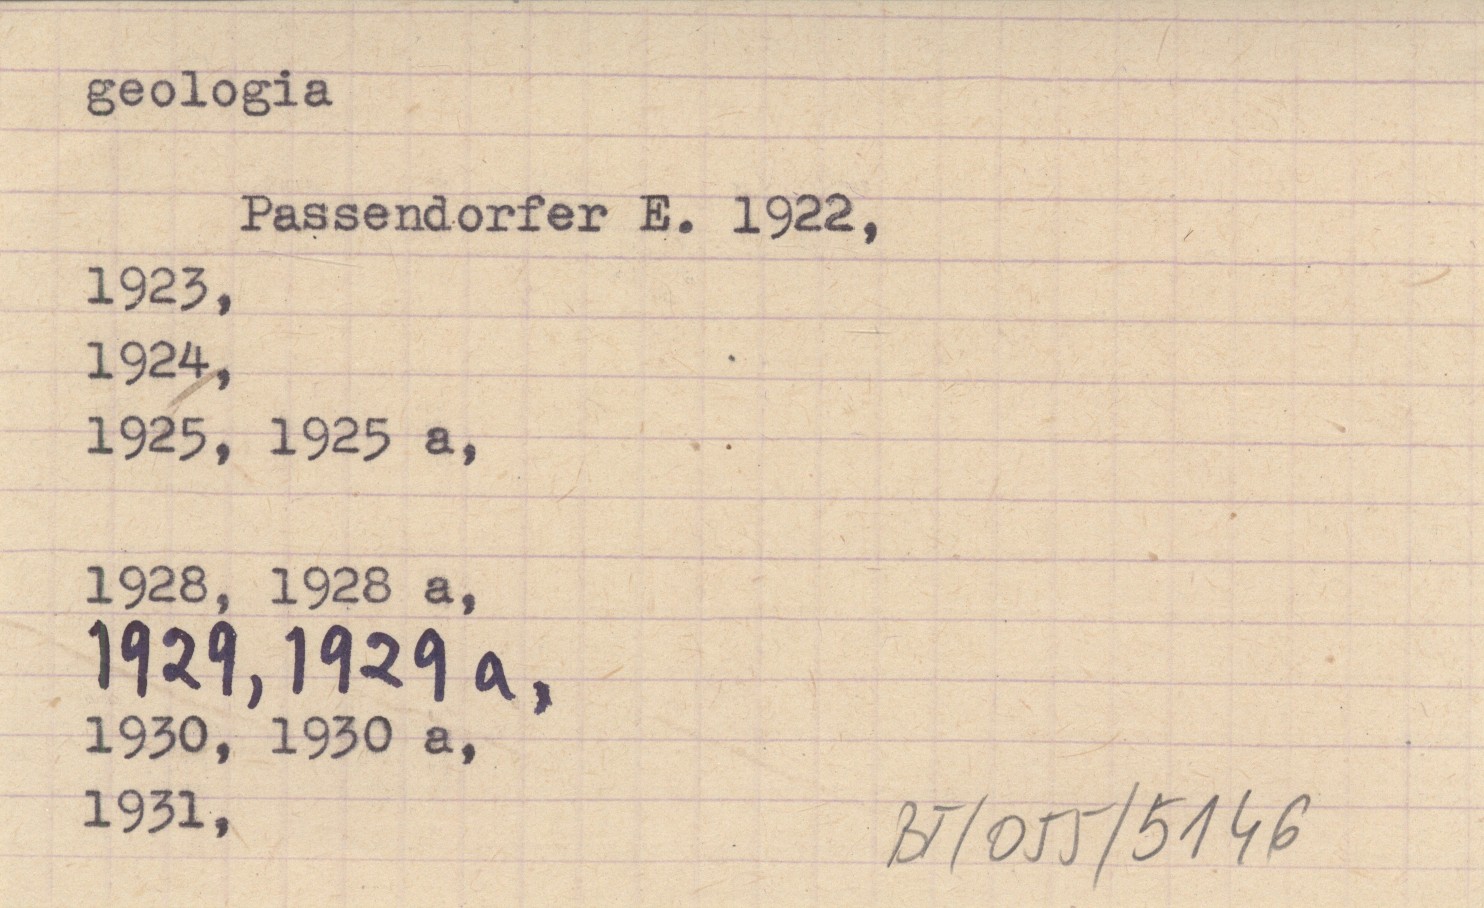 geologia
Passendorfer E. 1922,
1923,
1924,
1925, 1925 a,
1928, 1928 a,
1929, 1929 a,
1930, 1930 a,
1931,
BT/055/5146